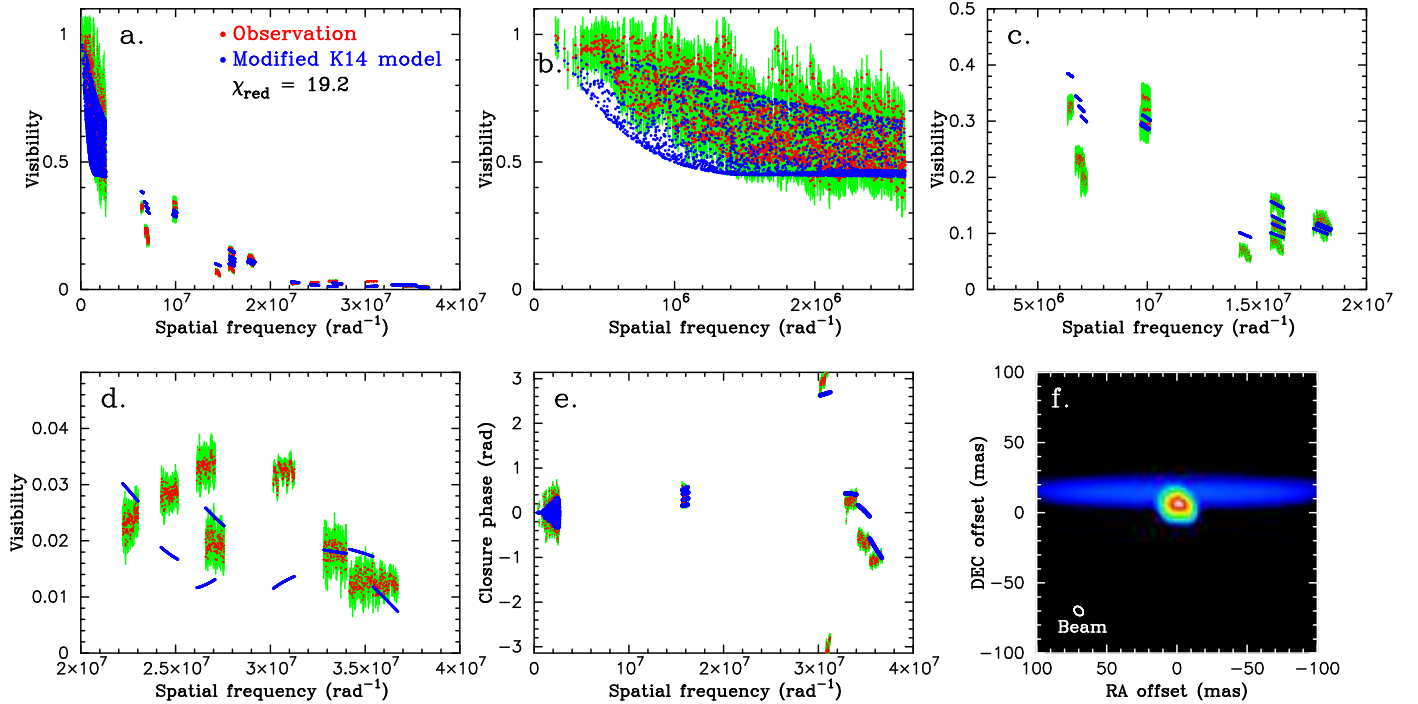 a.
• Observation
• Modified K14 model
χred = 19.2
Visibility
1
0.5
0
0 10⁷ 2×10⁷ 3×10⁷ 4×10⁷
Spatial frequency (rad⁻¹)
b.
Visibility
1
0.5
0
0 10⁶ 2×10⁶
Spatial frequency (rad⁻¹)
c.
Visibility
0.5
0.4
0.3
0.2
0.1
0
5×10⁶ 10⁷ 1.5×10⁷ 2×10⁷
Spatial frequency (rad⁻¹)
d.
Visibility
0.04
0.03
0.02
0.01
0
2×10⁷ 2.5×10⁷ 3×10⁷ 3.5×10⁷ 4×10⁷
Spatial frequency (rad⁻¹)
e.
Closure phase (rad)
3
2
1
0
−1
−2
−3
0 10⁷ 2×10⁷ 3×10⁷ 4×10⁷
Spatial frequency (rad⁻¹)
f.
DEC offset (mas)
100
50
0
−50
−100
Beam
100 50 0 −50 −100
RA offset (mas)